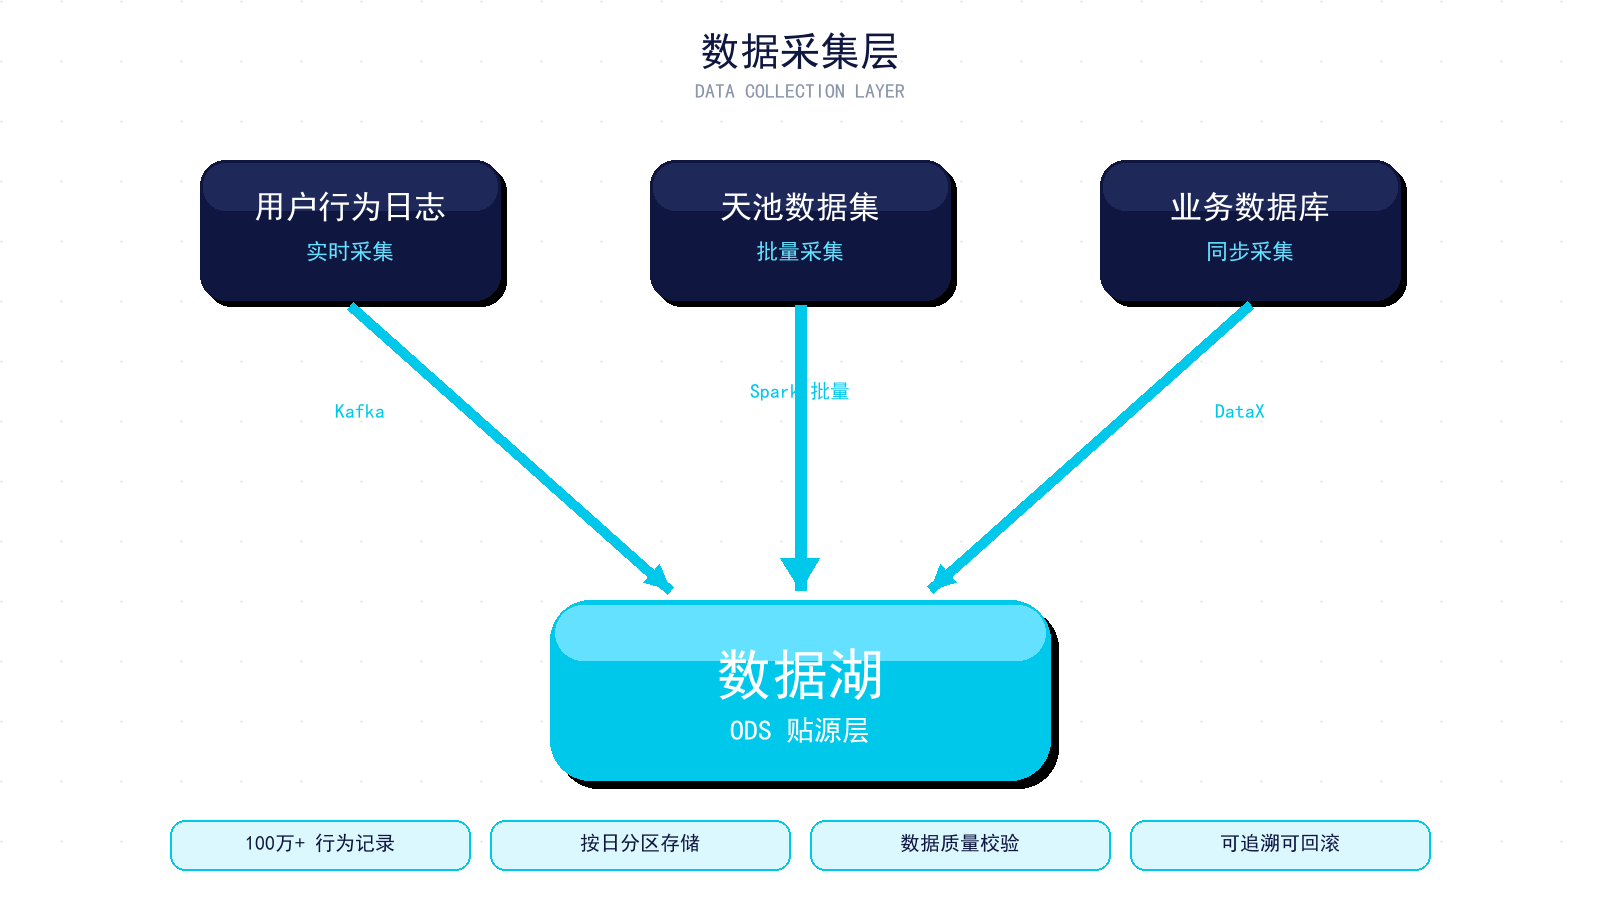 数据采集层
DATA COLLECTION LAYER
用户行为日志
实时采集
天池数据集
批量采集
业务数据库
同步采集
Kafka
Spark 批量
DataX
数据湖
ODS 贴源层
100万+ 行为记录
按日分区存储
数据质量校验
可追溯可回滚